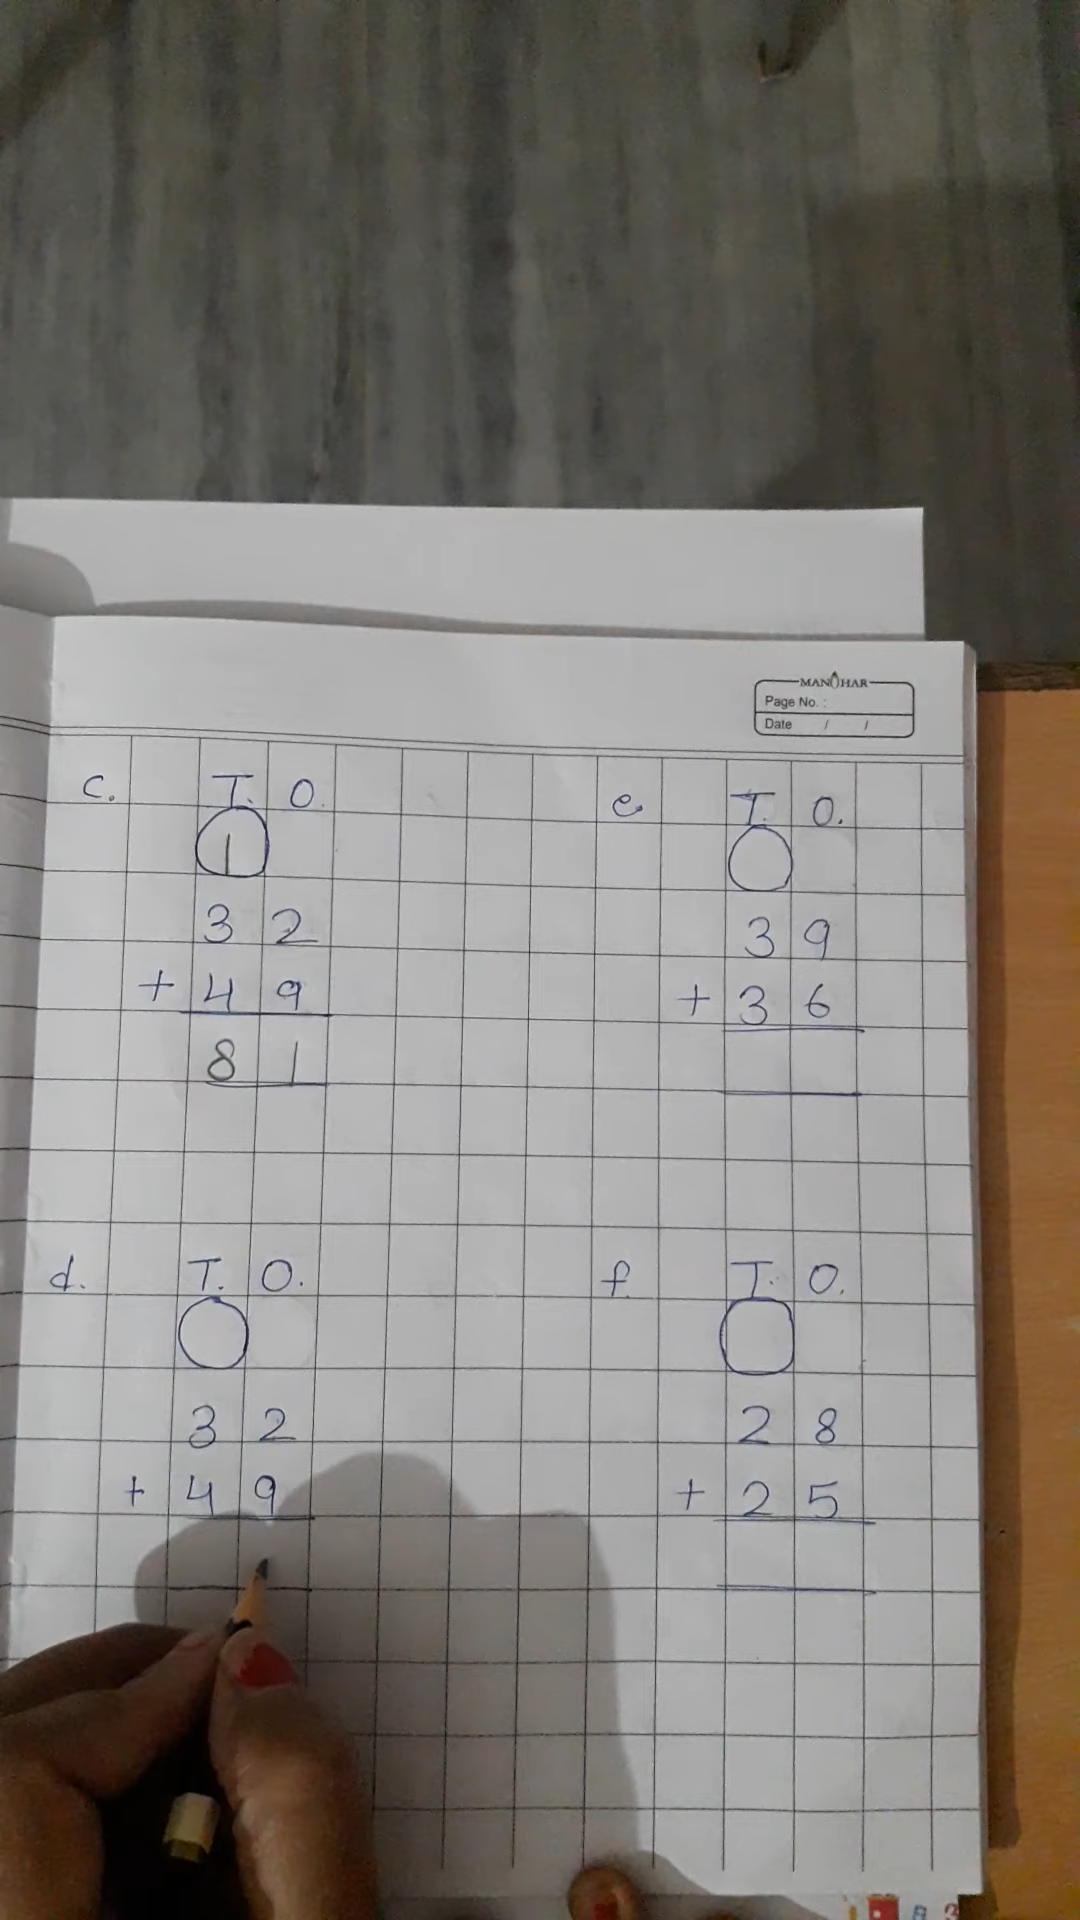 MANOHAR
Page No. :
Date / /
c. T. O.
1
3 2
+ 4 9
8 1
e. T. O.
3 9
+ 3 6
d. T. O.
3 2
+ 4 9
f. T. O.
2 8
+ 2 5